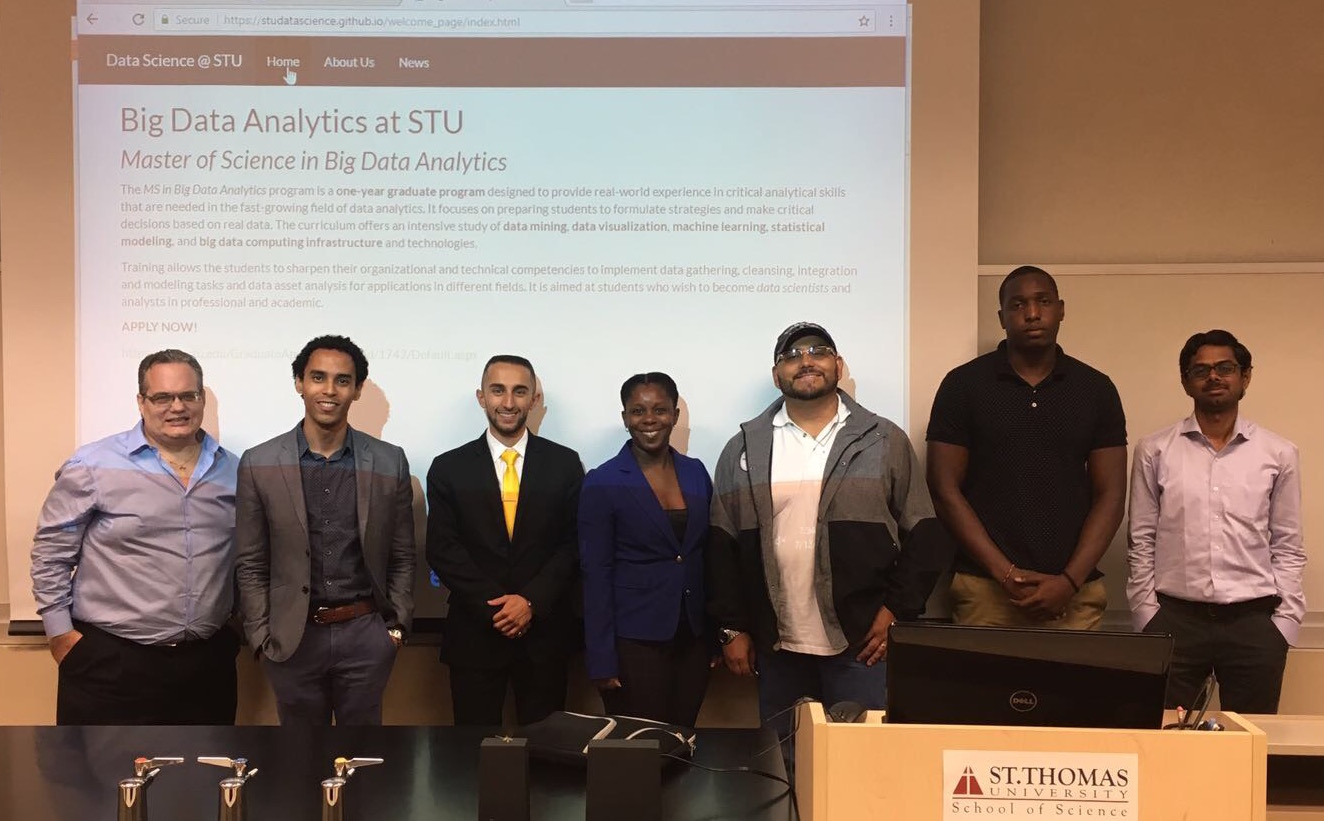 Secure | https://studatascience.github.io/welcome_page/index.html
Data Science @ STU Home About Us News
Big Data Analytics at STU
Master of Science in Big Data Analytics
The MS in Big Data Analytics program is a one-year graduate program designed to provide real-world experience in critical analytical skills
that are needed in the fast-growing field of data analytics. It focuses on preparing students to formulate strategies and make critical
decisions based on real data. The curriculum offers an intensive study of data mining, data visualization, machine learning, statistical
modeling, and big data computing infrastructure and technologies.
Training allows the students to sharpen their organizational and technical competencies to implement data gathering, cleansing, integration
and modeling tasks and data asset analysis for applications in different fields. It is aimed at students who wish to become data scientists and
analysts in professional and academic.
APPLY NOW!
DELL
ST.THOMAS
UNIVERSITY
School of Science